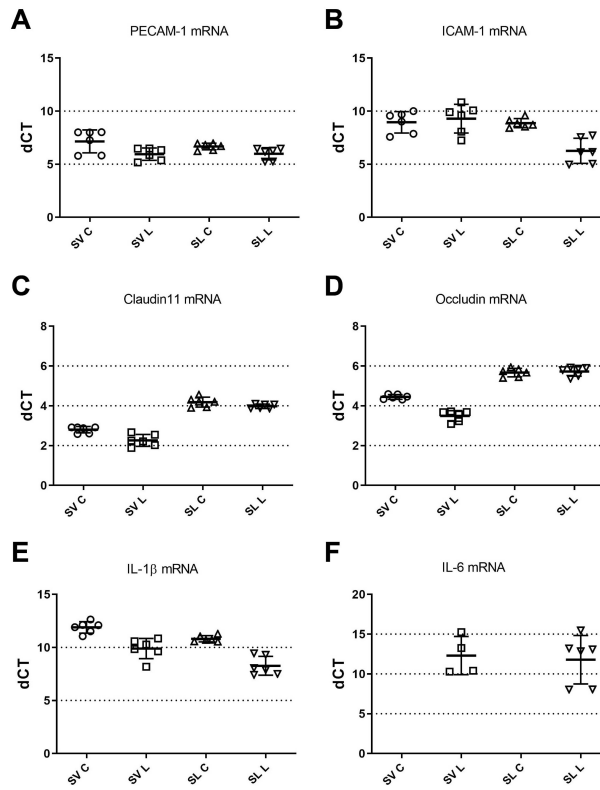 A
PECAM-1 mRNA
15
10
5
0
dCT
SV C
SV L
SL C
SL L
B
ICAM-1 mRNA
15
10
5
0
dCT
SV C
SV L
SL C
SL L
C
Claudin11 mRNA
8
6
4
2
0
dCT
SV C
SV L
SL C
SL L
D
Occludin mRNA
8
6
4
2
0
dCT
SV C
SV L
SL C
SL L
E
IL-1β mRNA
15
10
5
0
dCT
SV C
SV L
SL C
SL L
F
IL-6 mRNA
20
15
10
5
0
dCT
SV C
SV L
SL C
SL L